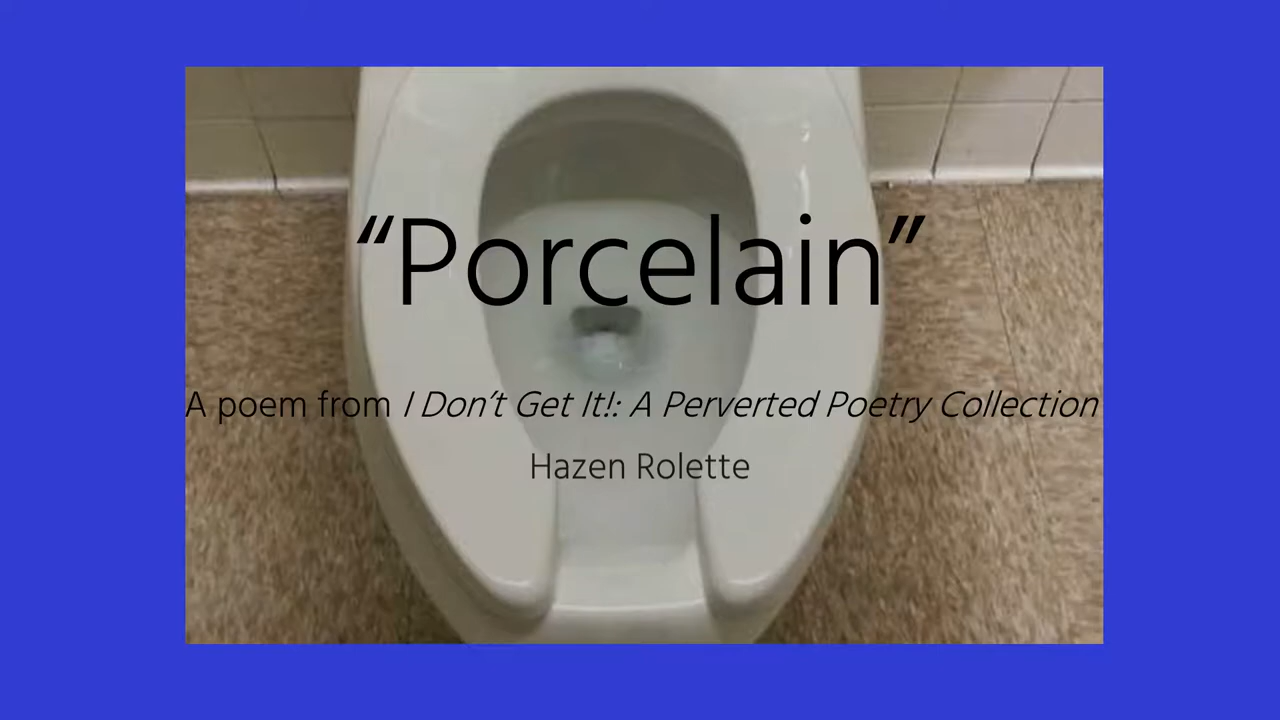 “Porcelain”
A poem from I Don’t Get It!: A Perverted Poetry Collection
Hazen Rolette